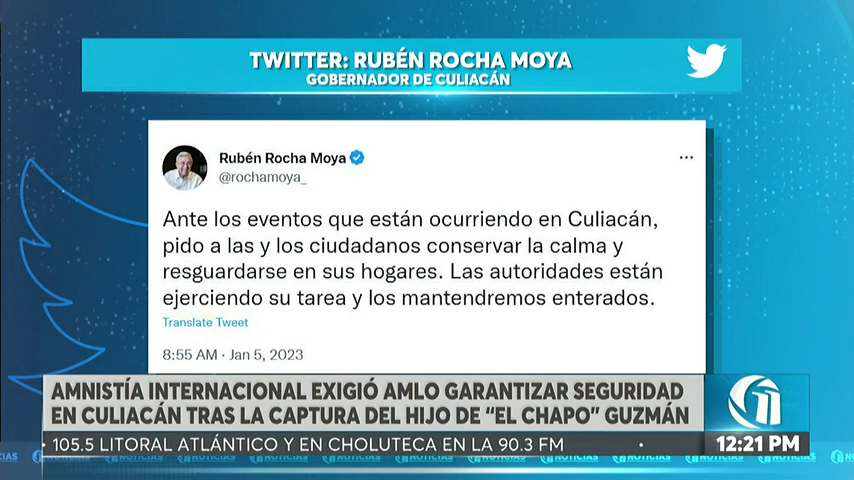 TWITTER: RUBÉN ROCHA MOYA
GOBERNADOR DE CULIACÁN
Rubén Rocha Moya
@rochamoya_
Ante los eventos que están ocurriendo en Culiacán,
pido a las y los ciudadanos conservar la calma y
resguardarse en sus hogares. Las autoridades están
ejerciendo su tarea y los mantendremos enterados.
Translate Tweet
8:55 AM · Jan 5, 2023
AMNISTÍA INTERNACIONAL EXIGIÓ AMLO GARANTIZAR SEGURIDAD
EN CULIACÁN TRAS LA CAPTURA DEL HIJO DE “EL CHAPO” GUZMÁN
· 105.5 LITORAL ATLÁNTICO Y EN CHOLUTECA EN LA 90.3 FM ·
12:21 PM
NOTICIAS